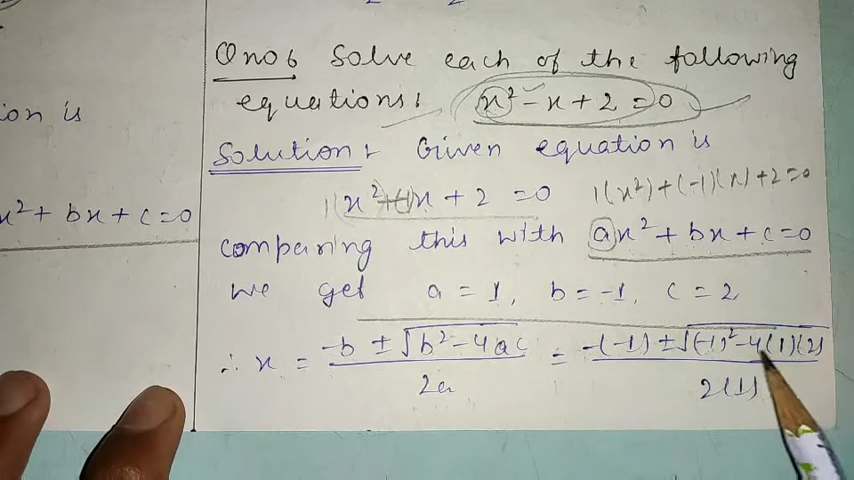 ion is
x² + bx + c = 0
Qno6 Solve each of the following
equations: x² - x + 2 = 0
Solution: Given equation is
1(x²+(-1)x + 2 = 0 1(x²)+(-1)(x)+2=0
comparing this with ax² + bx + c = 0
we get a = 1, b = -1, c = 2
∴ x = -b ± √b² - 4ac / 2a = -(-1) ± √(-1)² - 4(1)(2) / 2(1)